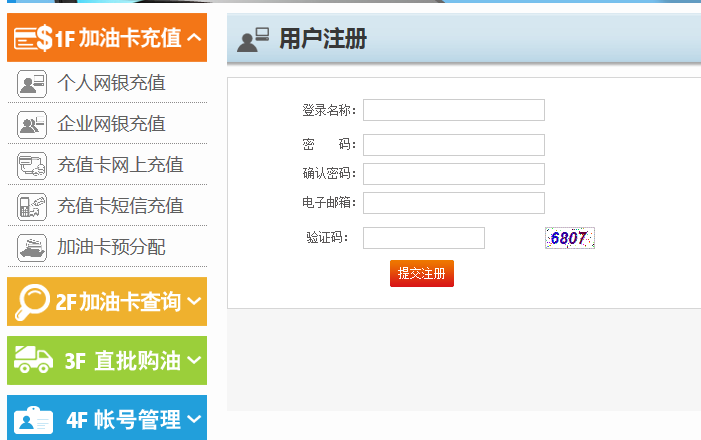 1F 加油卡充值
个人网银充值
企业网银充值
充值卡网上充值
充值卡短信充值
加油卡预分配
2F 加油卡查询
3F 直批购油
4F 帐号管理
用户注册
登录名称：
密 码：
确认密码：
电子邮箱：
验证码：
6807
提交注册